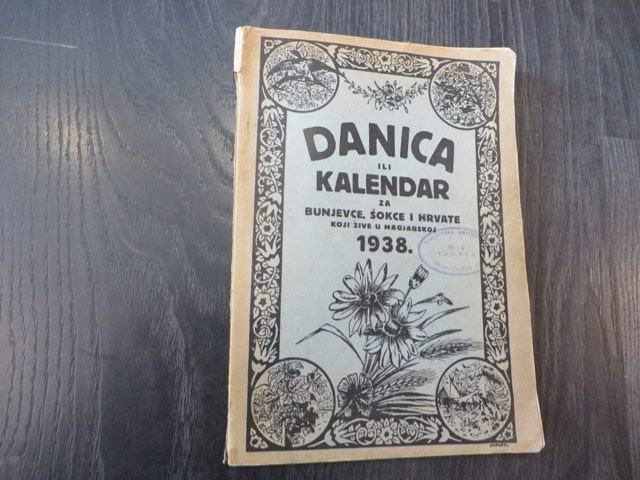 DANICA
ILI
KALENDAR
ZA
BUNJEVCE, ŠOKCE I HRVATE
KOJI ŽIVE U MAGJARSKOJ
1938.